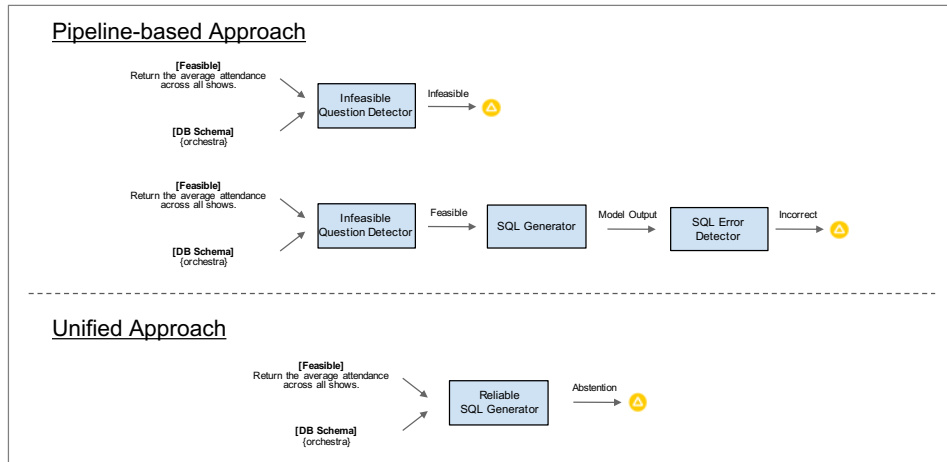 Pipeline-based Approach
[Feasible]
Return the average attendance
across all shows.
[DB Schema]
{orchestra}
Infeasible
Question Detector
Infeasible
[Feasible]
Return the average attendance
across all shows.
[DB Schema]
{orchestra}
Infeasible
Question Detector
Feasible
SQL Generator
Model Output
SQL Error
Detector
Incorrect
Unified Approach
[Feasible]
Return the average attendance
across all shows.
[DB Schema]
{orchestra}
Reliable
SQL Generator
Abstention